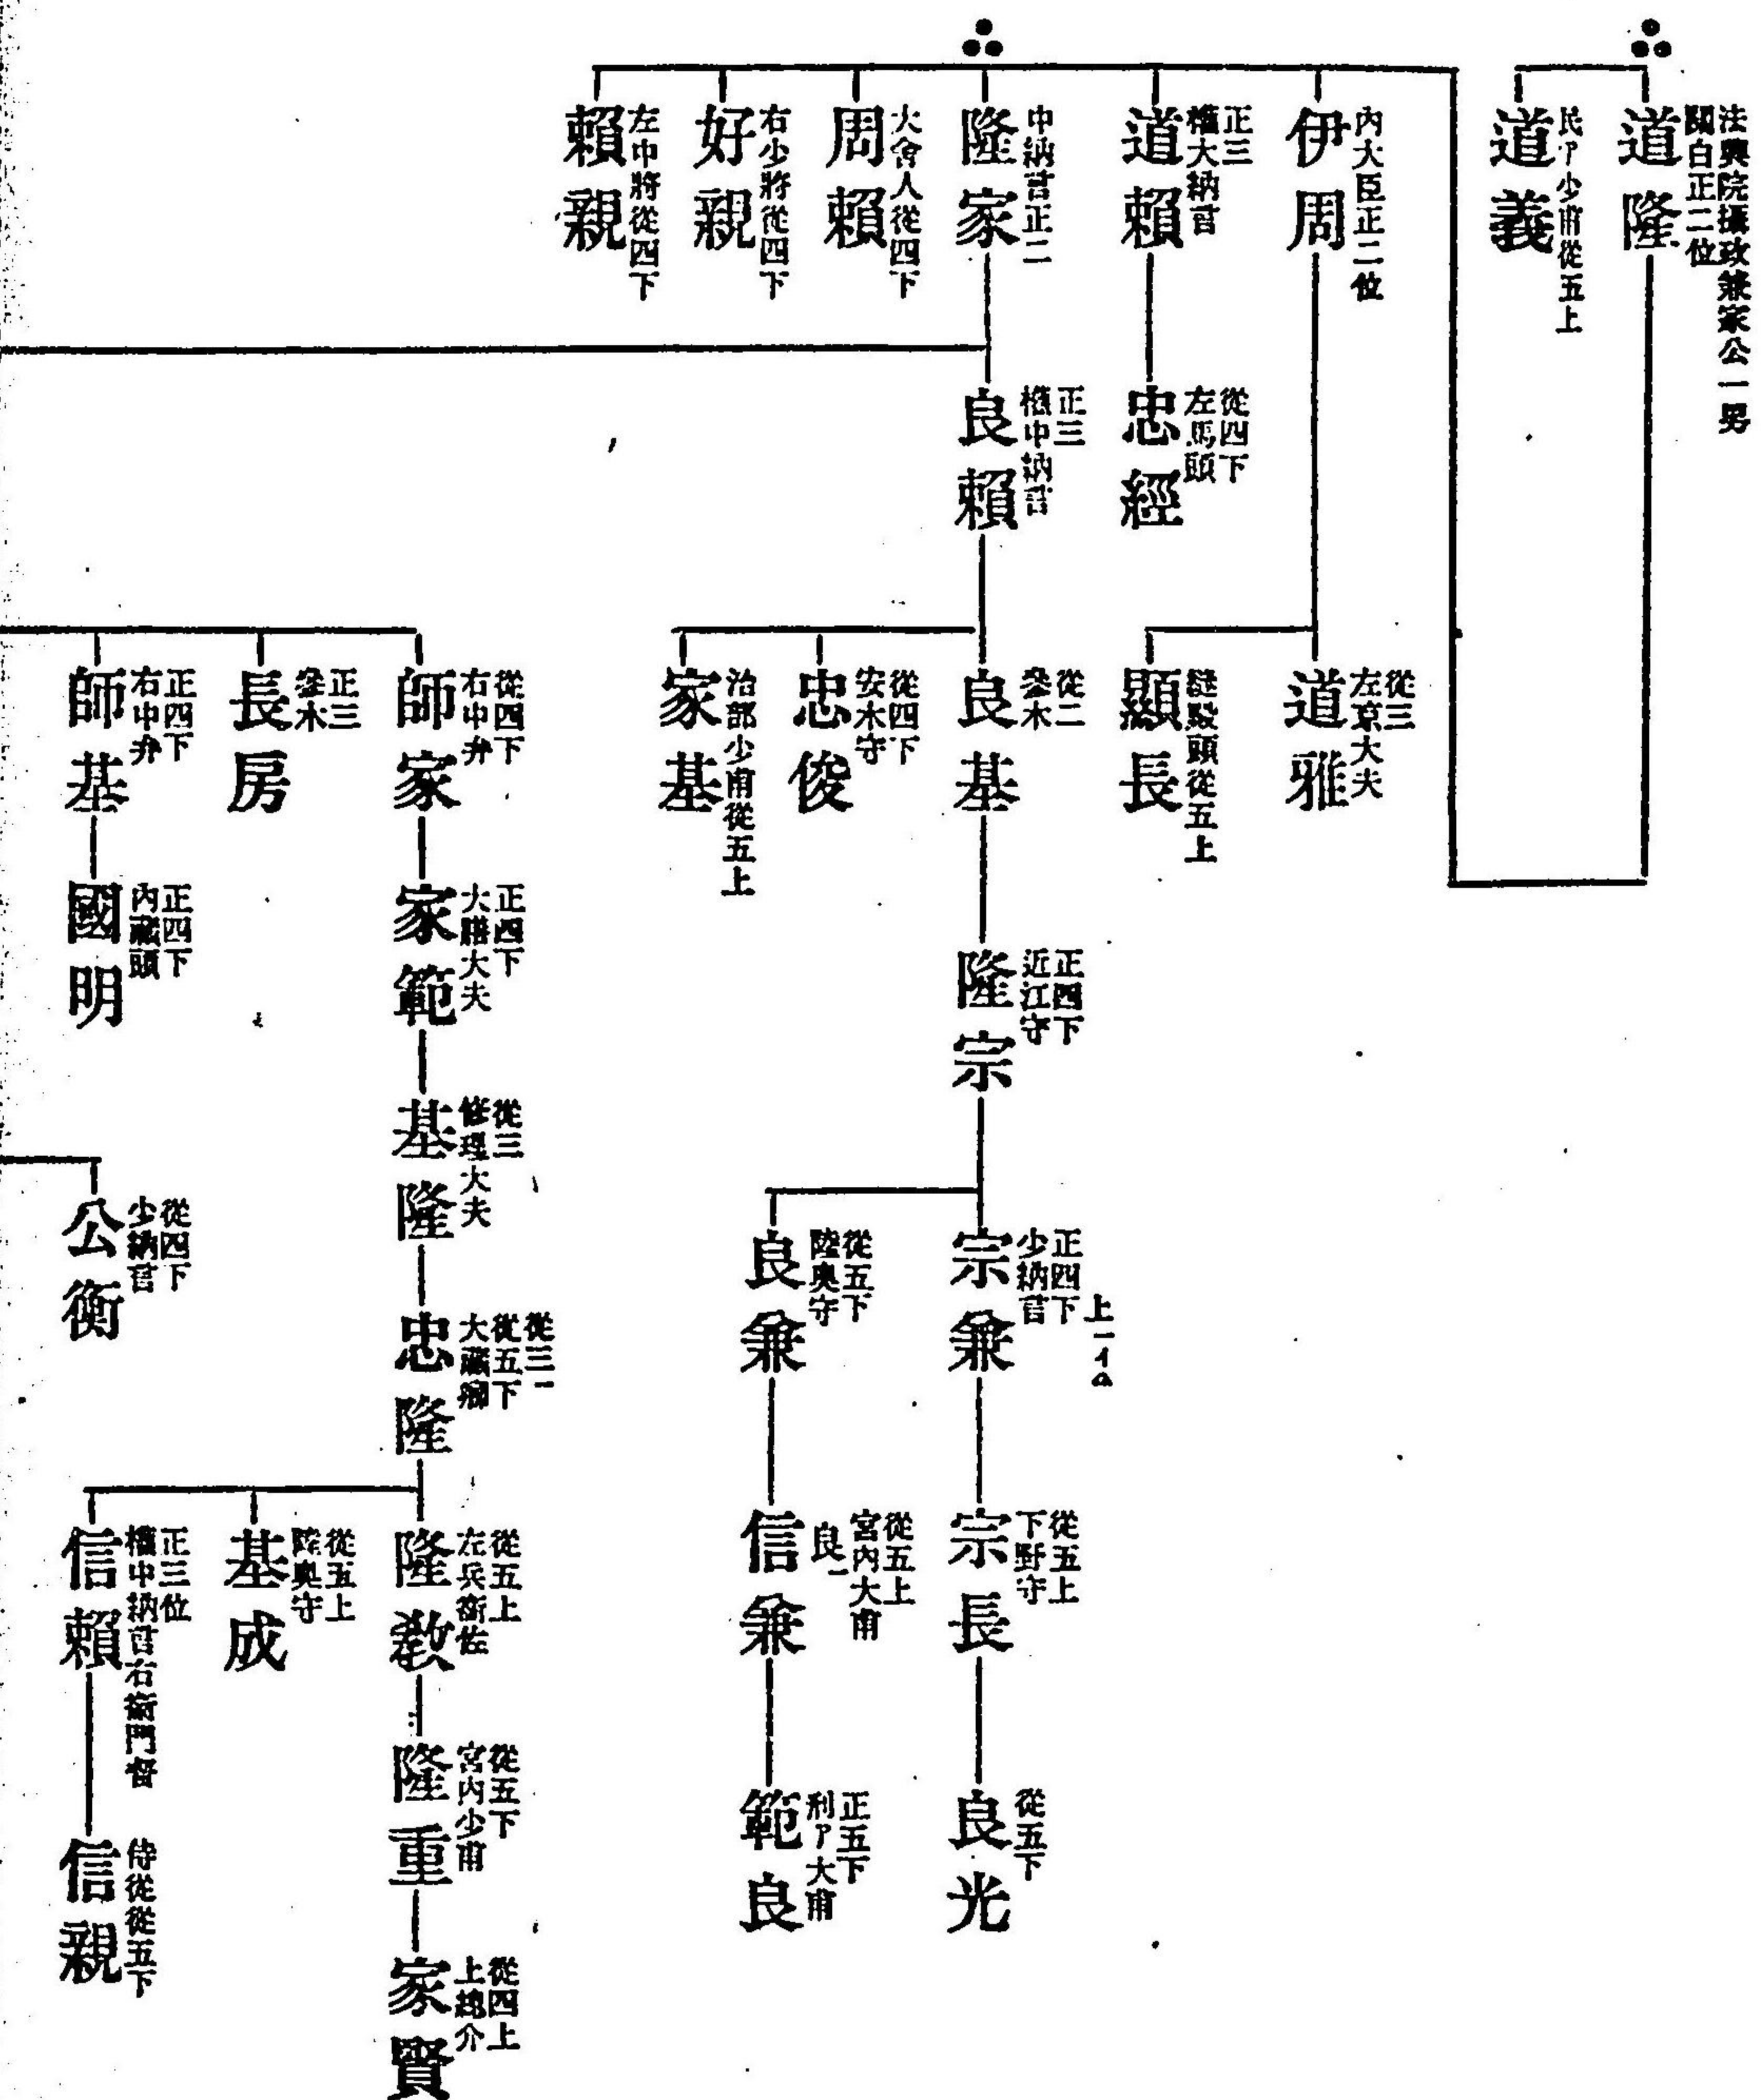 法興院攝政兼家公一男
關白正二位
道隆
民ア少甫從五上
道義
內大臣正二位
伊周
正三
權大納言
道賴
中納言正二
隆家
大舍人從四下
周賴
右少將從四下
好親
左中將從四下
賴親
從四下
左馬頭
忠經
正三
權中納言
良賴
從三
左京大夫
道雅
縫殿頭從五上
顯長
從二
參木
良基
從四下
安木守
忠俊
治部少甫從五上
家基
從四下
右中弁
師家
正三
參木
長房
正四下
右中弁
師基
正四下
近江守
隆宗
正四下
大膳大夫
家範
正四下
內藏頭
國明
從三
修理大夫
基隆
上一イ
正四下
少納言
宗兼
從五下
陸奧守
良兼
從三一
從五下
大藏卿
忠隆
從四下
少納言
公衡
從五上
下野守
宗長
從五上
宮內大甫
良一
信兼
從五上
左兵衞佐
隆敎
從五上
陸奧守
基成
正三位
權中納言右衞門督
信賴
從五下
良光
正五下
刑ア大甫
範良
從五下
宮內少甫
隆重
侍從從五下
信親
從四上
上總介
家賢